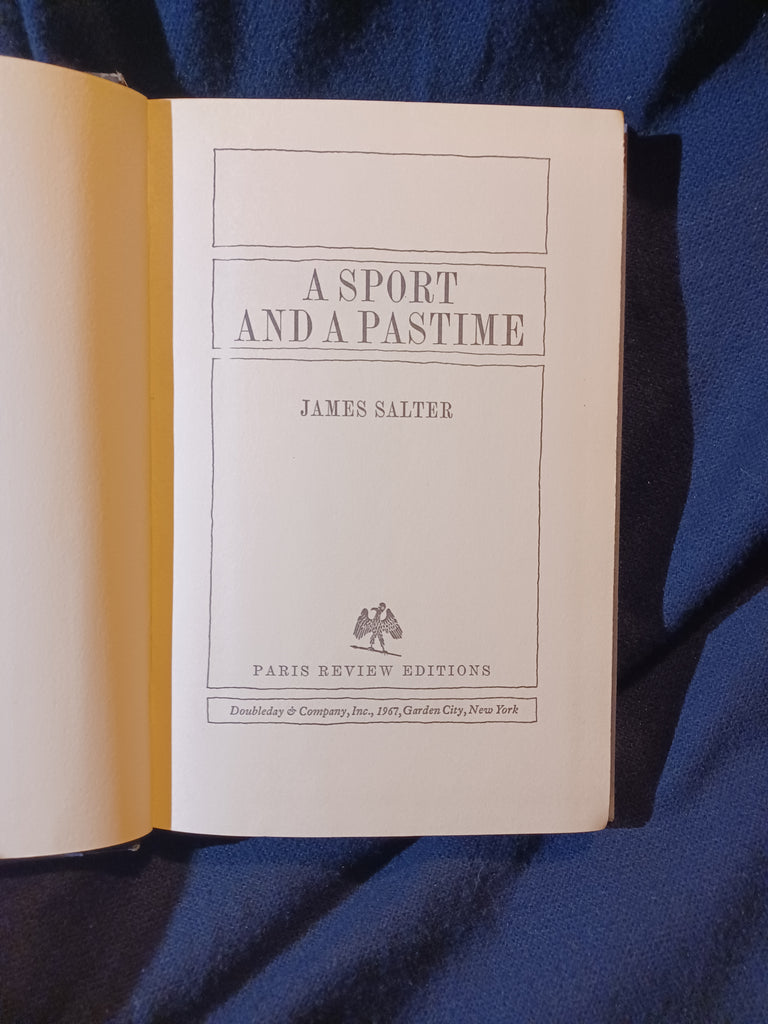 A SPORT
AND A PASTIME
JAMES SALTER
PARIS REVIEW EDITIONS
Doubleday & Company, Inc., 1967, Garden City, New York